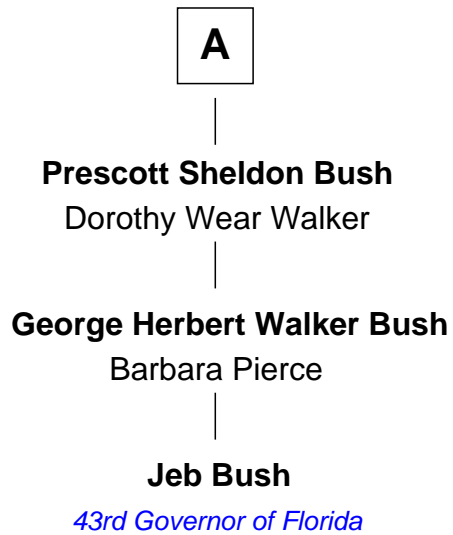 A
Prescott Sheldon Bush
Dorothy Wear Walker
George Herbert Walker Bush
Barbara Pierce
Jeb Bush
43rd Governor of Florida